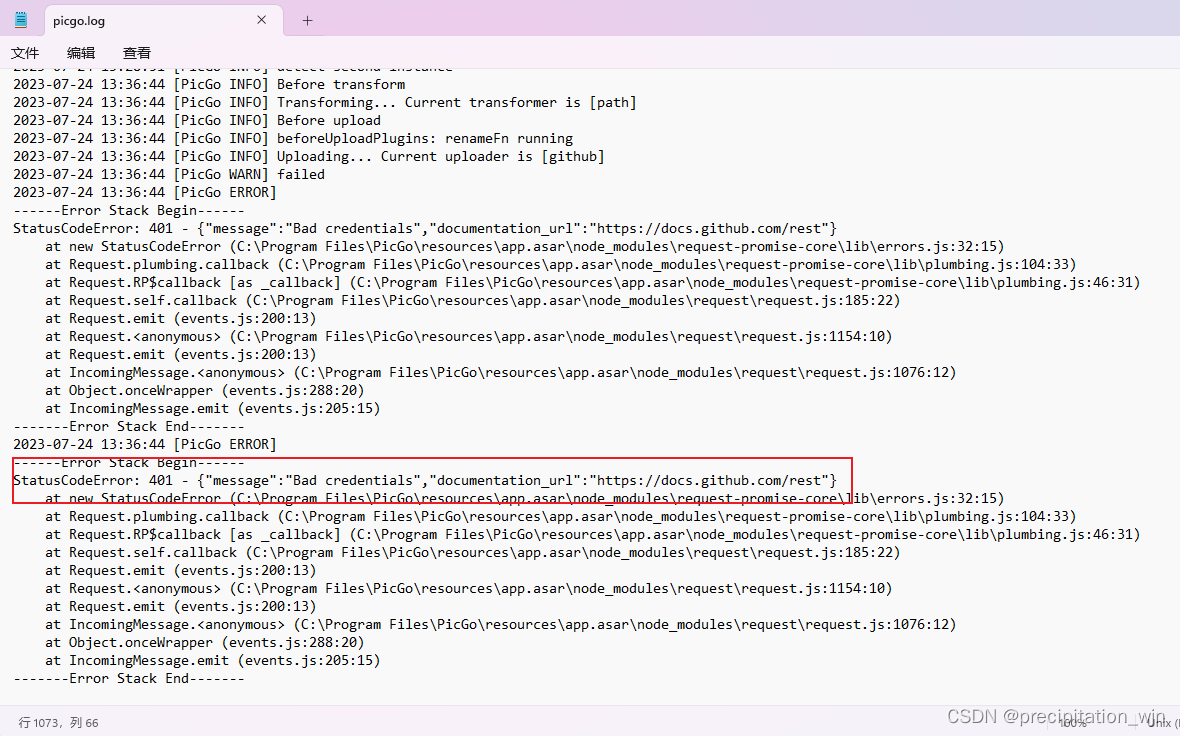 picgo.log
文件 编辑 查看
2023-07-24 13:36:44 [PicGo INFO] Before transform
2023-07-24 13:36:44 [PicGo INFO] Transforming... Current transformer is [path]
2023-07-24 13:36:44 [PicGo INFO] Before upload
2023-07-24 13:36:44 [PicGo INFO] beforeUploadPlugins: renameFn running
2023-07-24 13:36:44 [PicGo INFO] Uploading... Current uploader is [github]
2023-07-24 13:36:44 [PicGo WARN] failed
2023-07-24 13:36:44 [PicGo ERROR]
------Error Stack Begin------
StatusCodeError: 401 - {"message":"Bad credentials","documentation_url":"https://docs.github.com/rest"}
at new StatusCodeError (C:\Program Files\PicGo\resources\app.asar\node_modules\request-promise-core\lib\errors.js:32:15)
at Request.plumbing.callback (C:\Program Files\PicGo\resources\app.asar\node_modules\request-promise-core\lib\plumbing.js:104:33)
at Request.RP$callback [as _callback] (C:\Program Files\PicGo\resources\app.asar\node_modules\request-promise-core\lib\plumbing.js:46:31)
at Request.self.callback (C:\Program Files\PicGo\resources\app.asar\node_modules\request\request.js:185:22)
at Request.emit (events.js:200:13)
at Request.<anonymous> (C:\Program Files\PicGo\resources\app.asar\node_modules\request\request.js:1154:10)
at Request.emit (events.js:200:13)
at IncomingMessage.<anonymous> (C:\Program Files\PicGo\resources\app.asar\node_modules\request\request.js:1076:12)
at Object.onceWrapper (events.js:288:20)
at IncomingMessage.emit (events.js:205:15)
-------Error Stack End-------
2023-07-24 13:36:44 [PicGo ERROR]
------Error Stack Begin------
StatusCodeError: 401 - {"message":"Bad credentials","documentation_url":"https://docs.github.com/rest"}
at new StatusCodeError (C:\Program Files\PicGo\resources\app.asar\node_modules\request-promise-core\lib\errors.js:32:15)
at Request.plumbing.callback (C:\Program Files\PicGo\resources\app.asar\node_modules\request-promise-core\lib\plumbing.js:104:33)
at Request.RP$callback [as _callback] (C:\Program Files\PicGo\resources\app.asar\node_modules\request-promise-core\lib\plumbing.js:46:31)
at Request.self.callback (C:\Program Files\PicGo\resources\app.asar\node_modules\request\request.js:185:22)
at Request.emit (events.js:200:13)
at Request.<anonymous> (C:\Program Files\PicGo\resources\app.asar\node_modules\request\request.js:1154:10)
at Request.emit (events.js:200:13)
at IncomingMessage.<anonymous> (C:\Program Files\PicGo\resources\app.asar\node_modules\request\request.js:1076:12)
at Object.onceWrapper (events.js:288:20)
at IncomingMessage.emit (events.js:205:15)
-------Error Stack End-------
行 1073，列 66 100% Unix (
CSDN @precipitation_win